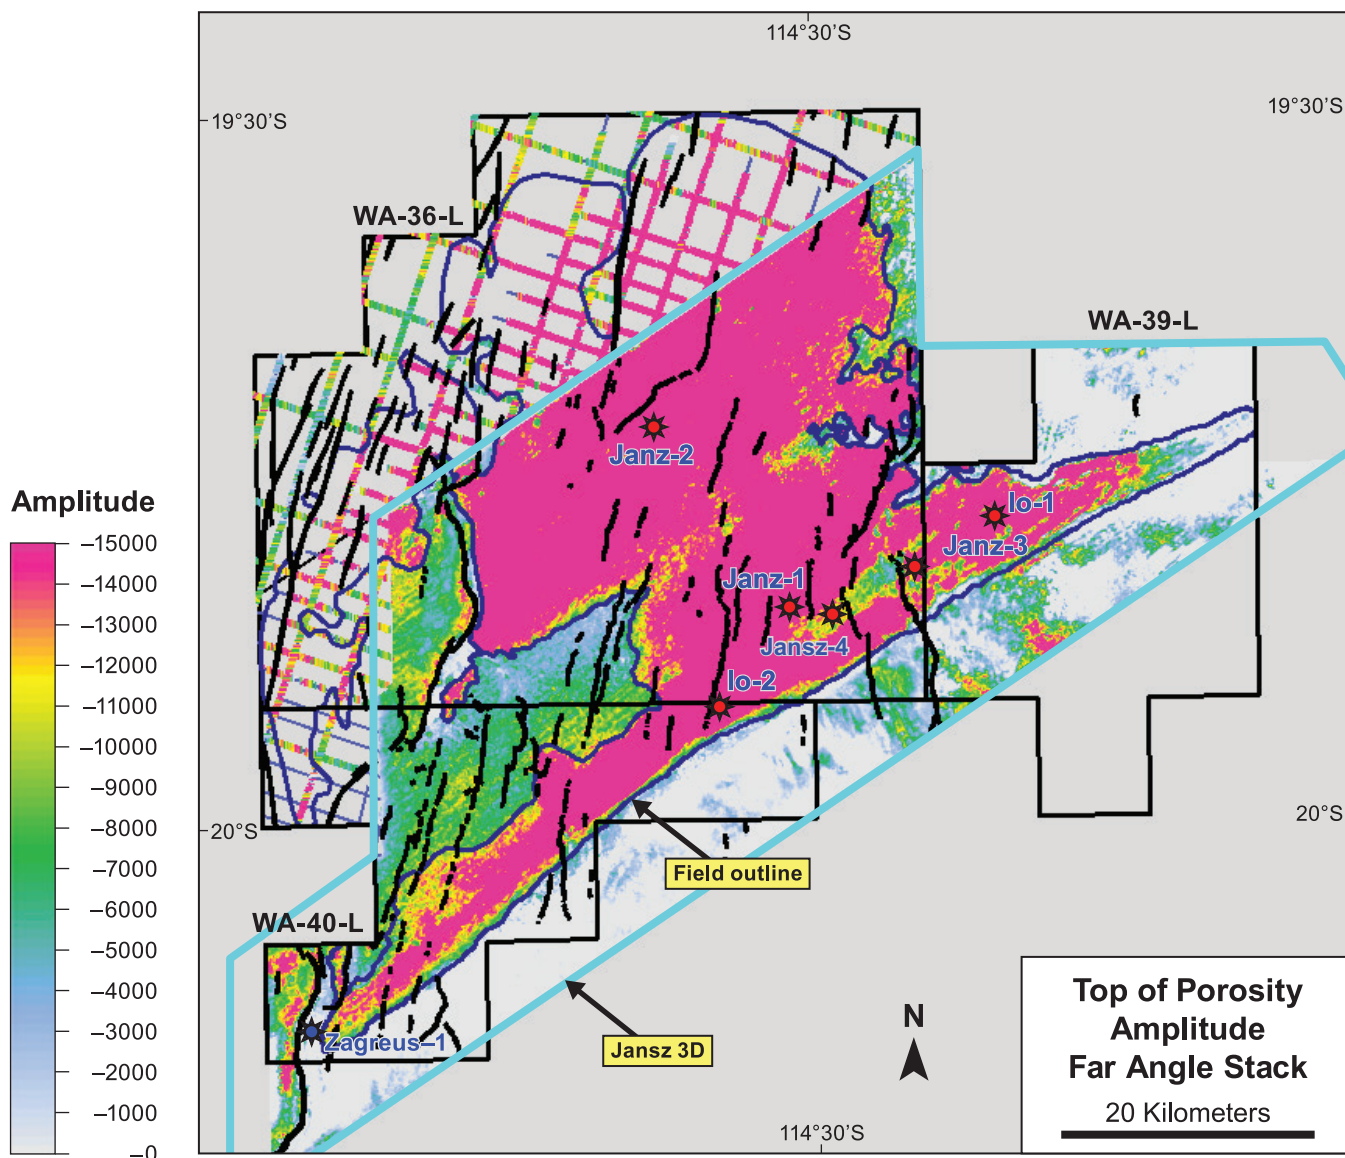 114°30'S
19°30'S
19°30'S
WA-36-L
WA-39-L
Janz-2
Amplitude
–15000
–14000
–13000
–12000
–11000
–10000
–9000
–8000
–7000
–6000
–5000
–4000
–3000
–2000
–1000
–0
Io-1
Janz-3
Janz-1
Jansz-4
Io-2
20°S
20°S
Field outline
WA-40-L
Zagreus–1
Jansz 3D
N
Top of Porosity
Amplitude
Far Angle Stack
20 Kilometers
114°30'S